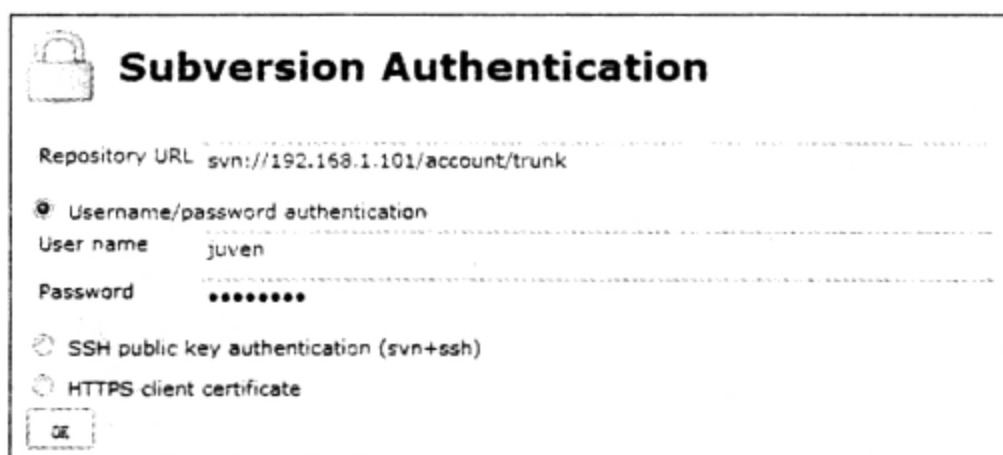 Subversion Authentication
Repository URL svn://192.168.1.101/account/trunk
Username/password authentication
User name juven
Password ••••••••
SSH public key authentication (svn+ssh)
HTTPS client certificate
OK